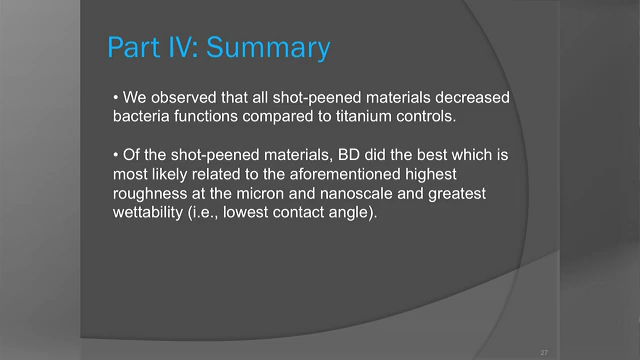 Part IV: Summary
• We observed that all shot-peened materials decreased
bacteria functions compared to titanium controls.
• Of the shot-peened materials, BD did the best which is
most likely related to the aforementioned highest
roughness at the micron and nanoscale and greatest
wettability (i.e., lowest contact angle).
27